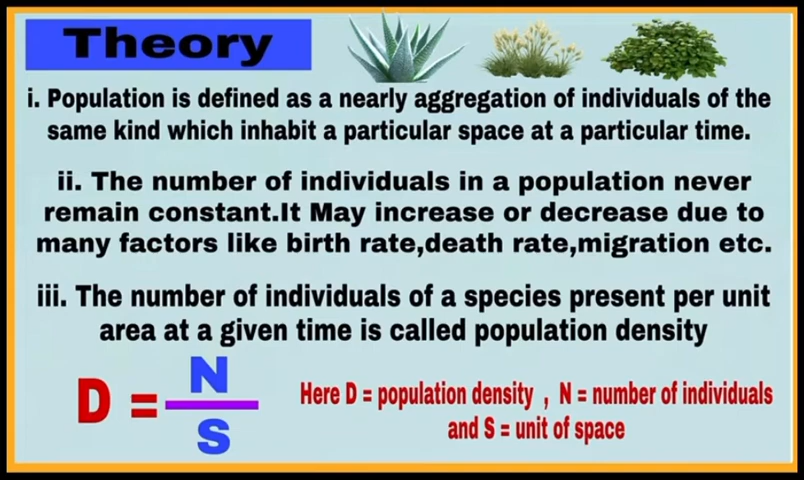 Theory
i. Population is defined as a nearly aggregation of individuals of the
same kind which inhabit a particular space at a particular time.
ii. The number of individuals in a population never
remain constant.It May increase or decrease due to
many factors like birth rate,death rate,migration etc.
iii. The number of individuals of a species present per unit
area at a given time is called population density
D = N
S
Here D = population density , N = number of individuals
and S = unit of space